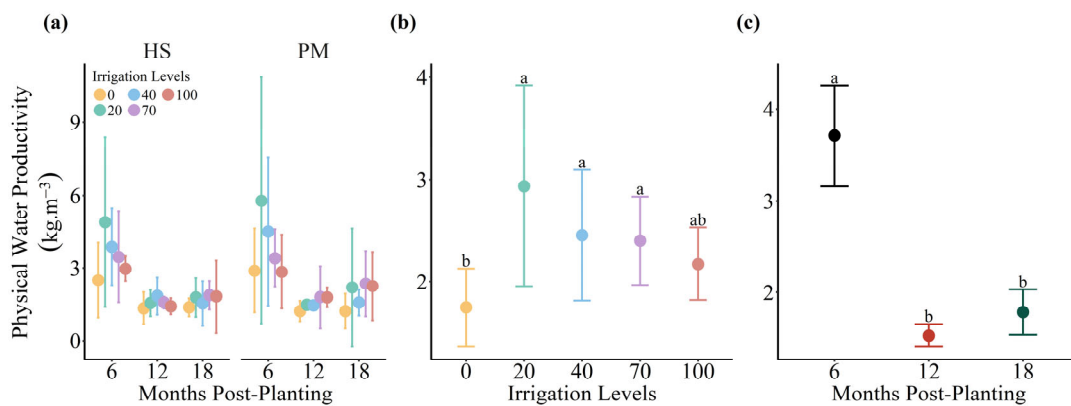 (a)
HS PM
Irrigation Levels
0 40 100
20 70
Physical Water Productivity
(kg.m⁻³)
9
6
3
0
6 12 18 6 12 18
Months Post-Planting
(b)
4
3
2
b a a a ab
0 20 40 70 100
Irrigation Levels
(c)
4
3
2
a b b
6 12 18
Months Post-Planting